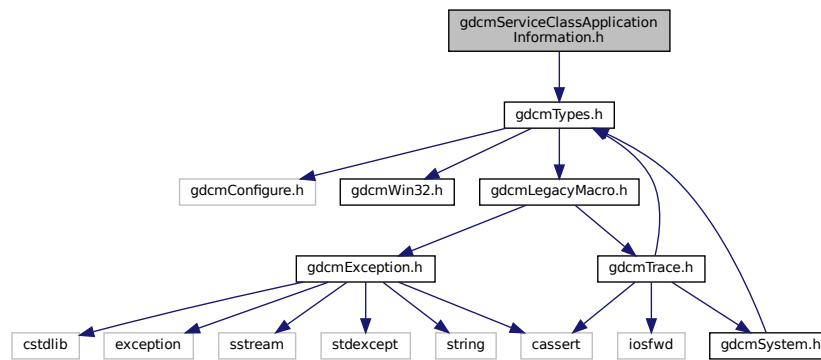 gdcmServiceClassApplication
Information.h
gdcmTypes.h
gdcmConfigure.h
gdcmWin32.h
gdcmLegacyMacro.h
gdcmException.h
gdcmTrace.h
cstdlib
exception
sstream
stdexcept
string
cassert
iosfwd
gdcmSystem.h